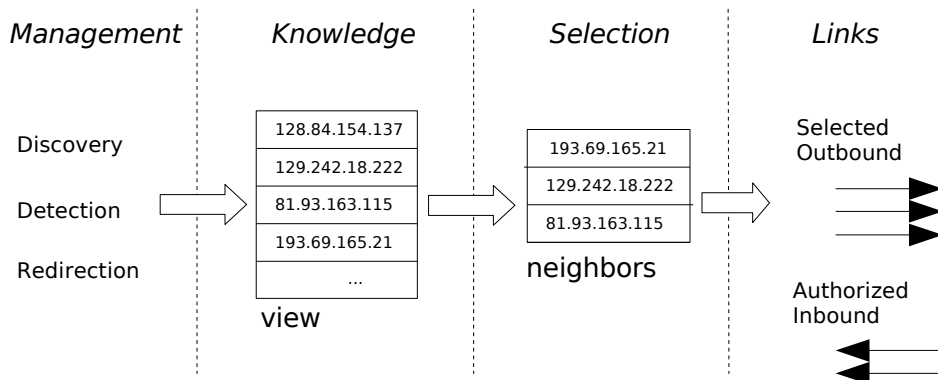 Management
Knowledge
Selection
Links
Discovery
Detection
Redirection
128.84.154.137
129.242.18.222
81.93.163.115
193.69.165.21
...
view
193.69.165.21
129.242.18.222
81.93.163.115
neighbors
Selected
Outbound
Authorized
Inbound